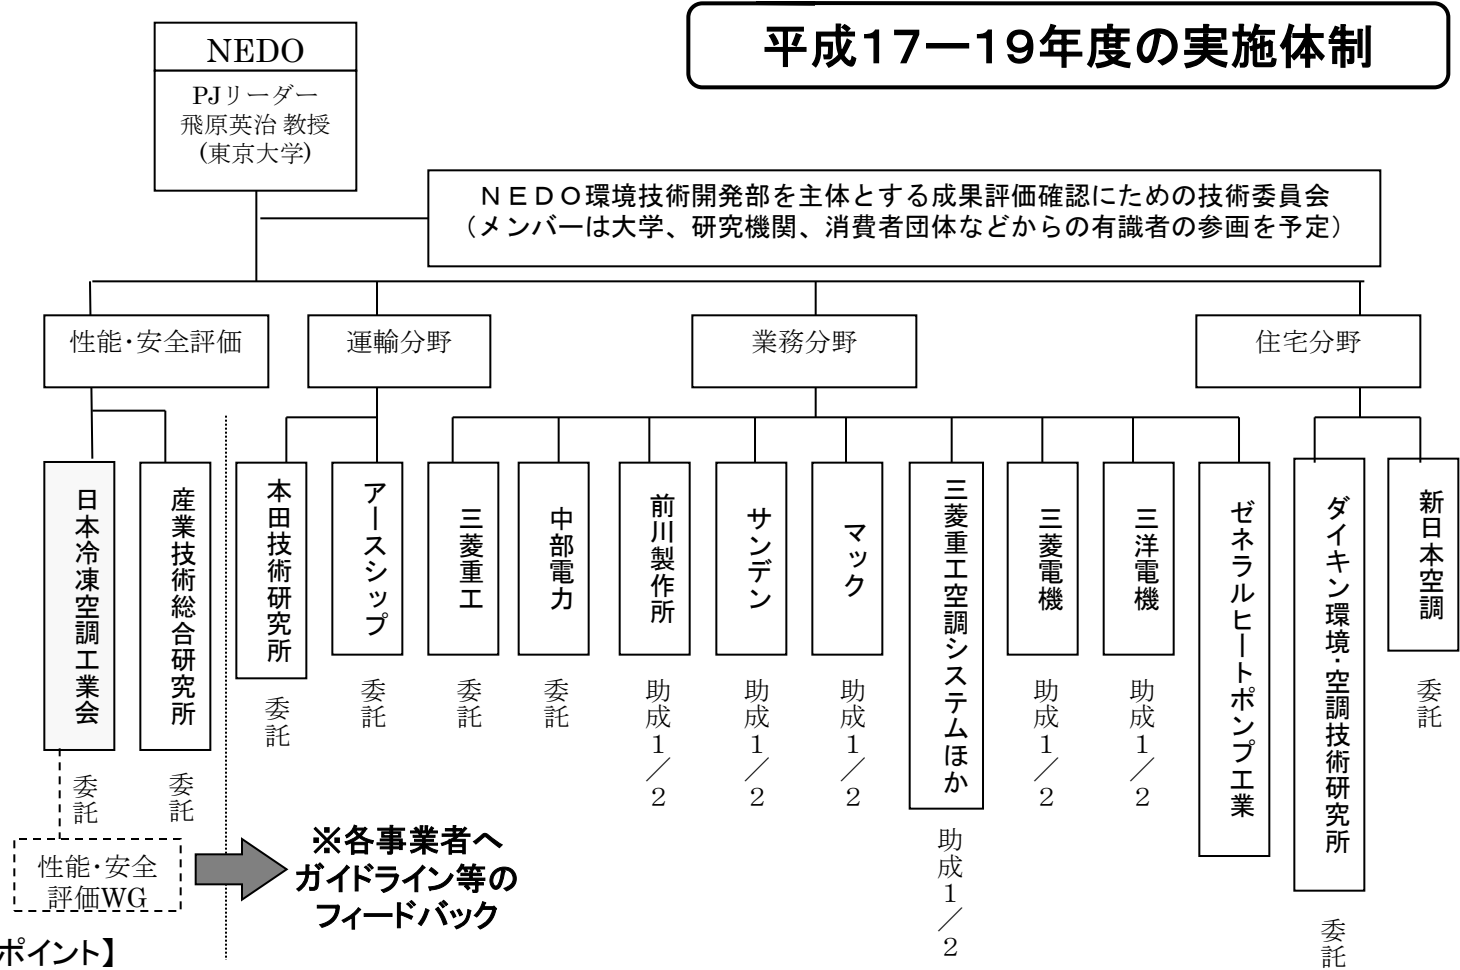 平成17ー19年度の実施体制
NEDO
PJリーダー
飛原英治 教授
(東京大学)
ＮＥＤＯ環境技術開発部を主体とする成果評価確認にための技術委員会
（メンバーは大学、研究機関、消費者団体などからの有識者の参画を予定）
性能・安全評価
運輸分野
業務分野
住宅分野
日本冷凍空調工業会
産業技術総合研究所
本田技術研究所
アースシップ
三菱重工
中部電力
前川製作所
サンデン
マック
三菱重工空調システムほか
三菱電機
三洋電機
ゼネラルヒートポンプ工業
ダイキン環境・空調技術研究所
新日本空調
委託
委託
委託
委託
委託
委託
助成１／２
助成１／２
助成１／２
助成１／２
助成１／２
助成１／２
委託
委託
性能・安全
評価WG
※各事業者へ
ガイドライン等の
フィードバック
ポイント】